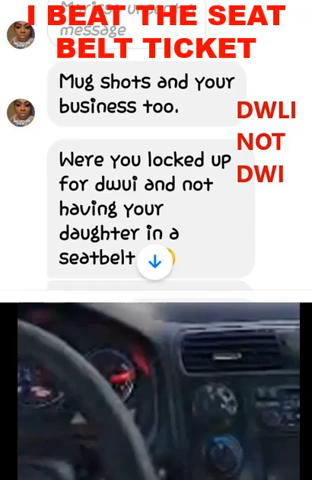 I BEAT THE SEAT
BELT TICKET
message
Mug shots and your
business too.
DWLI
NOT
DWI
Were you locked up
for dwui and not
having your
daughter in a
seatbelt